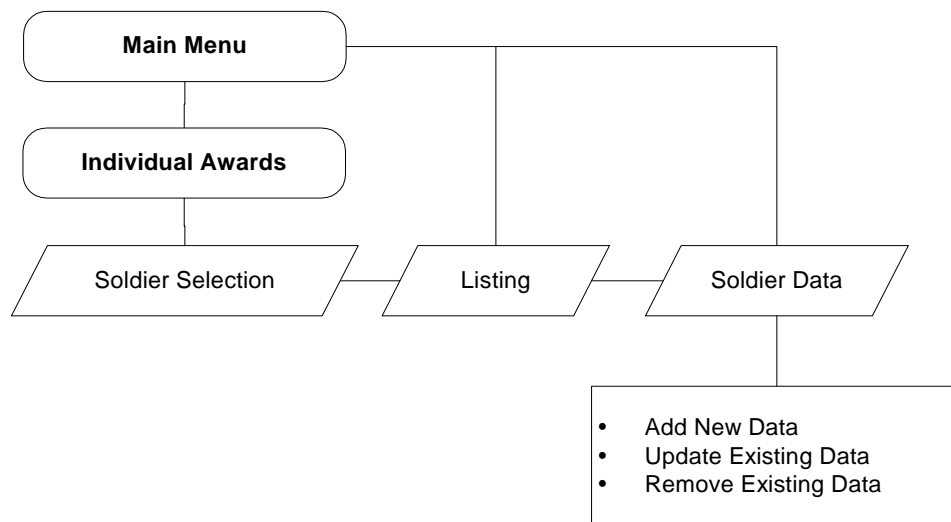 Main Menu
Individual Awards
Soldier Selection
Listing
Soldier Data
• Add New Data
• Update Existing Data
• Remove Existing Data